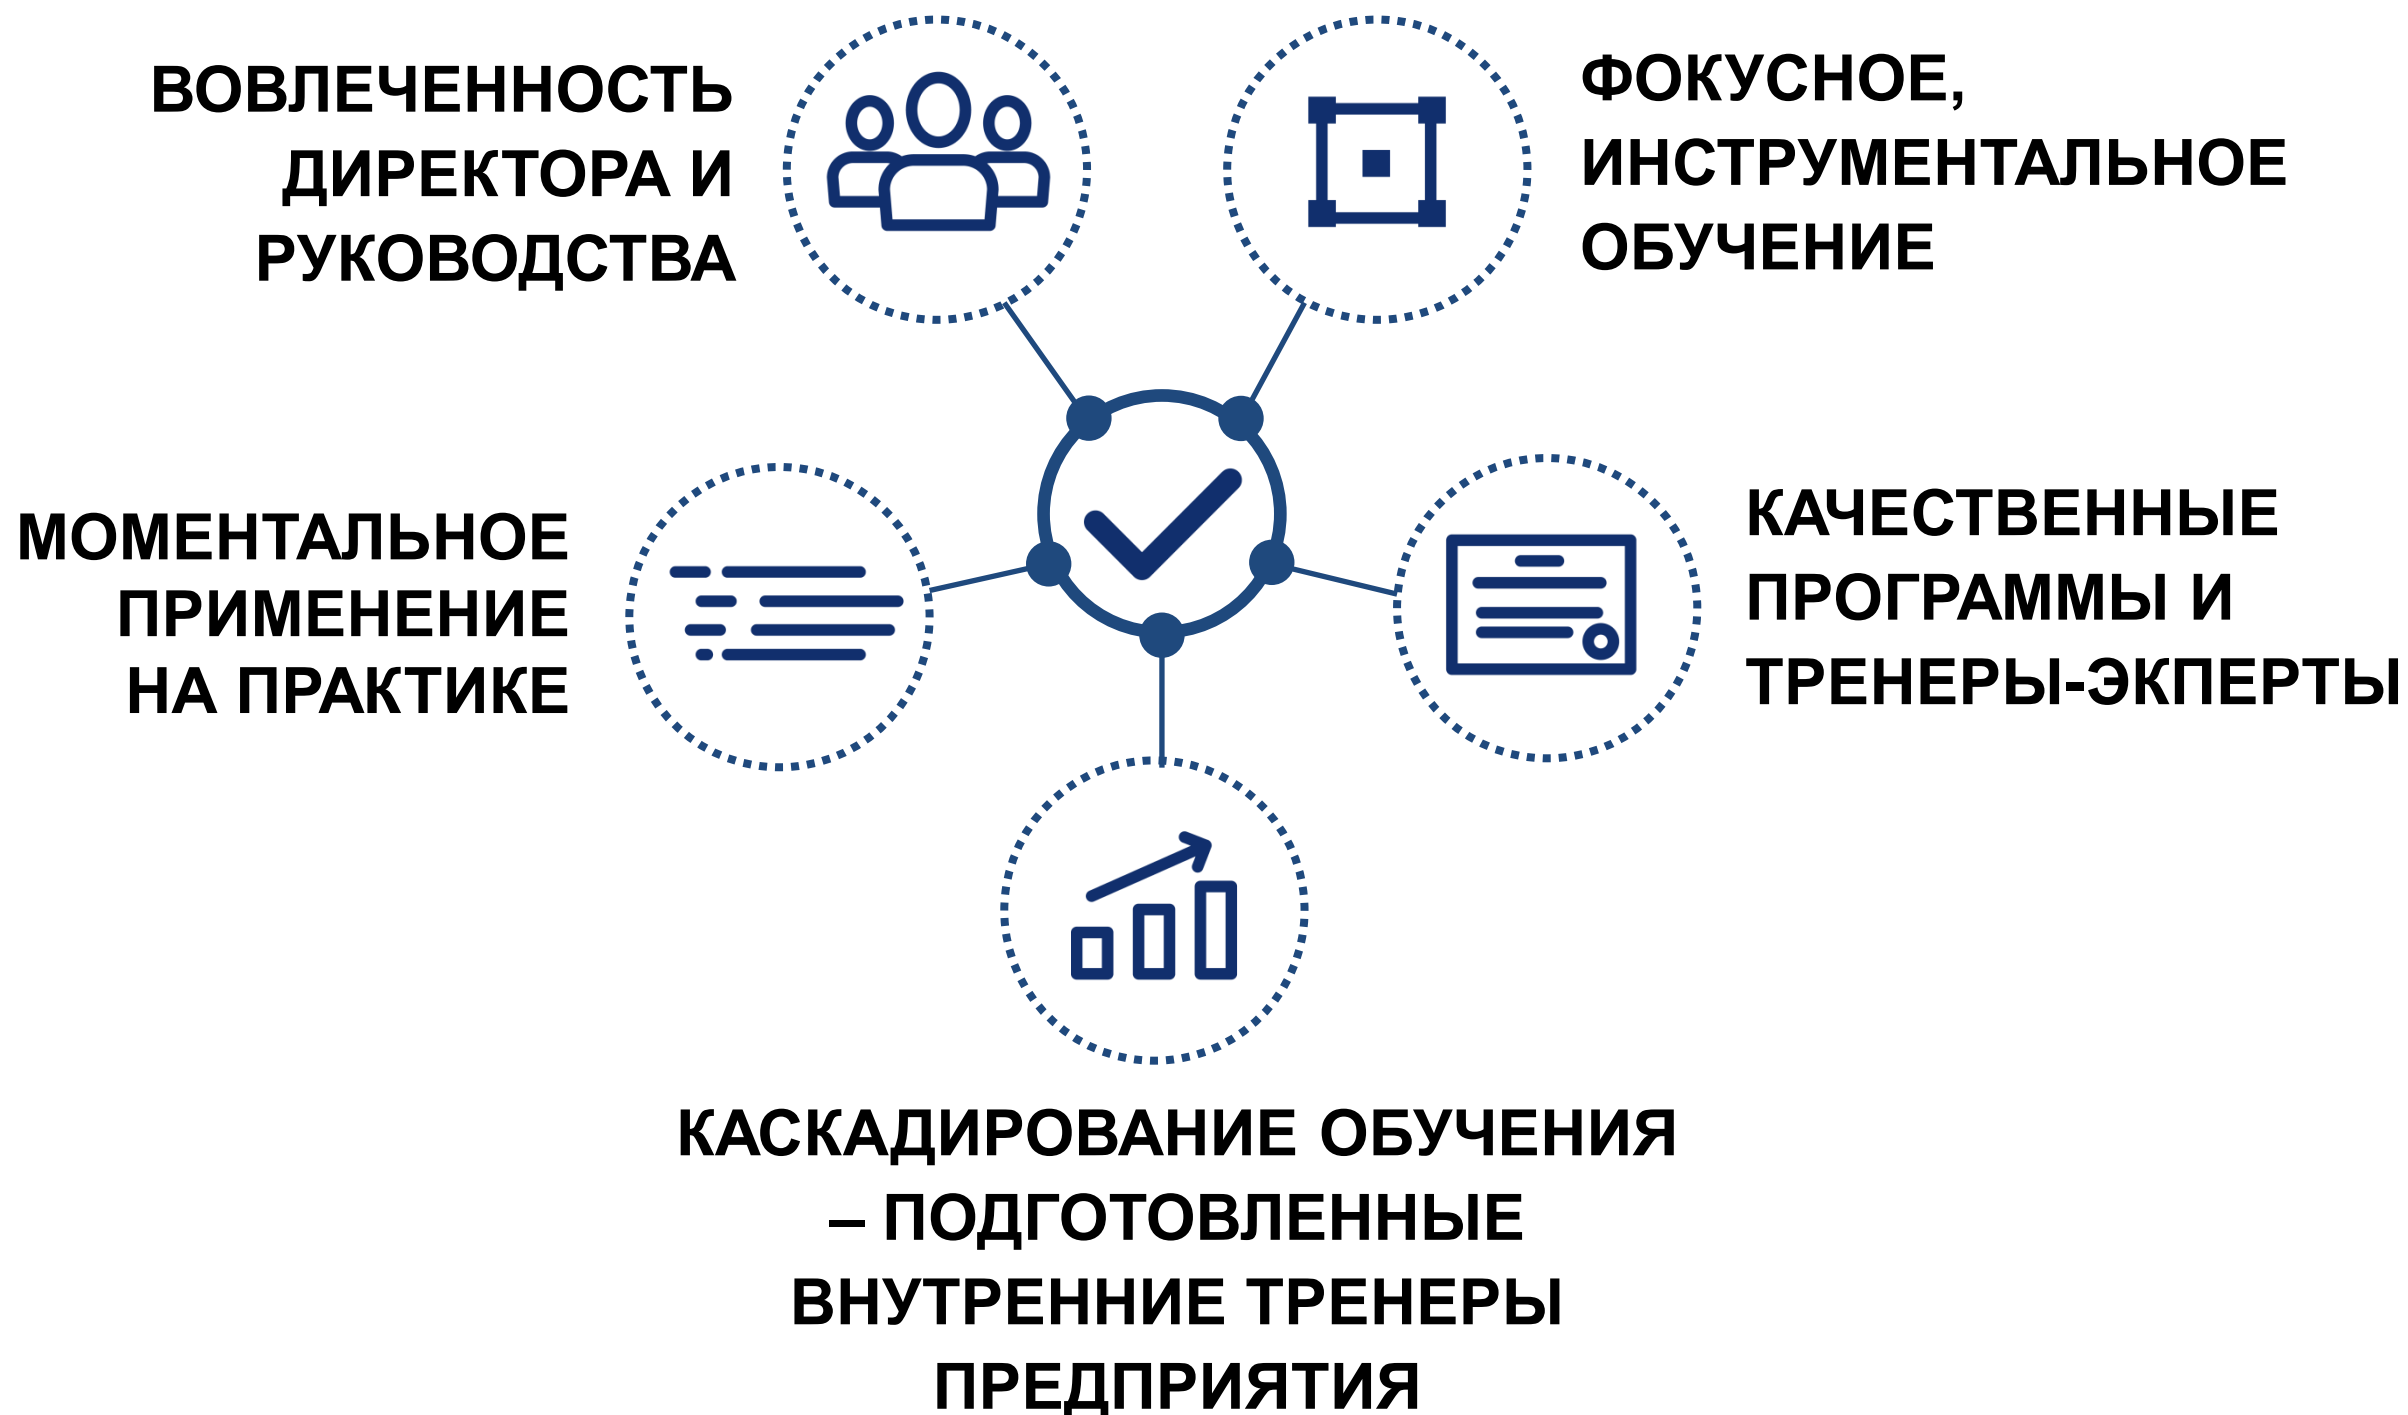 ВОВЛЕЧЕННОСТЬ
ДИРЕКТОРА И
РУКОВОДСТВА
ФОКУСНОЕ,
ИНСТРУМЕНТАЛЬНОЕ
ОБУЧЕНИЕ
МОМЕНТАЛЬНОЕ
ПРИМЕНЕНИЕ
НА ПРАКТИКЕ
КАЧЕСТВЕННЫЕ
ПРОГРАММЫ И
ТРЕНЕРЫ-ЭКПЕРТЫ
КАСКАДИРОВАНИЕ ОБУЧЕНИЯ
– ПОДГОТОВЛЕННЫЕ
ВНУТРЕННИЕ ТРЕНЕРЫ
ПРЕДПРИЯТИЯ